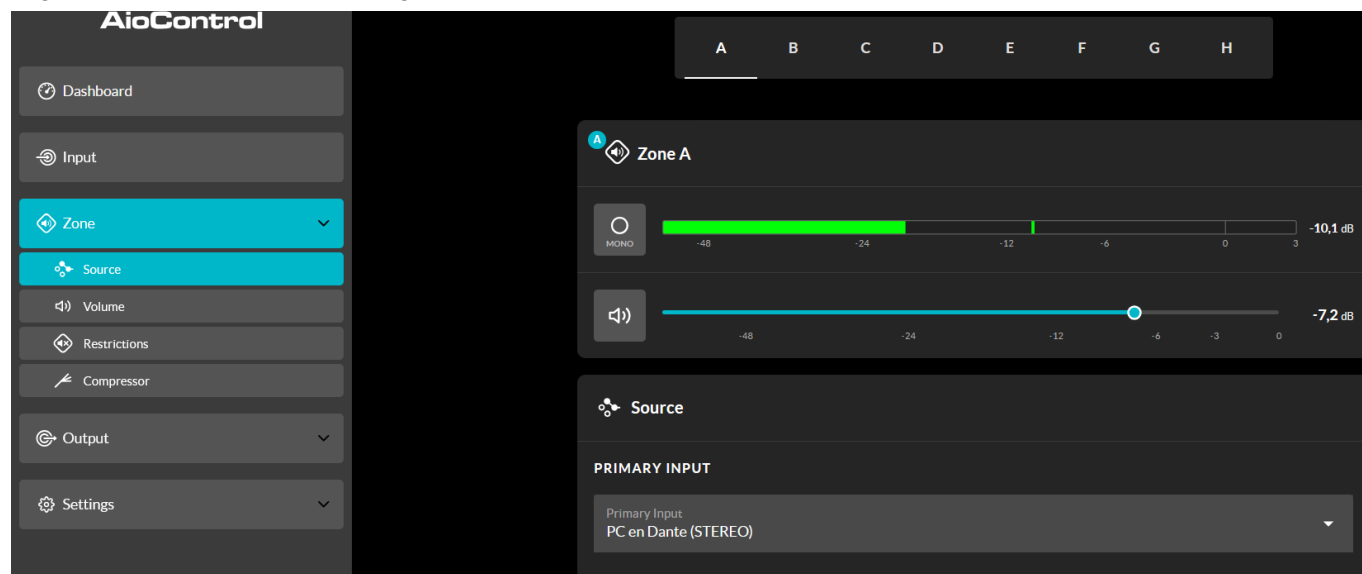 AioControl
A B C D E F G H
Dashboard
Input
Zone
Source
Volume
Restrictions
Compressor
Output
Settings
A
Zone A
MONO
-48 -24 -12 -6 0 3
-10,1 dB
-48 -24 -12 -6 -3 0
-7,2 dB
Source
PRIMARY INPUT
Primary Input
PC en Dante (STEREO)